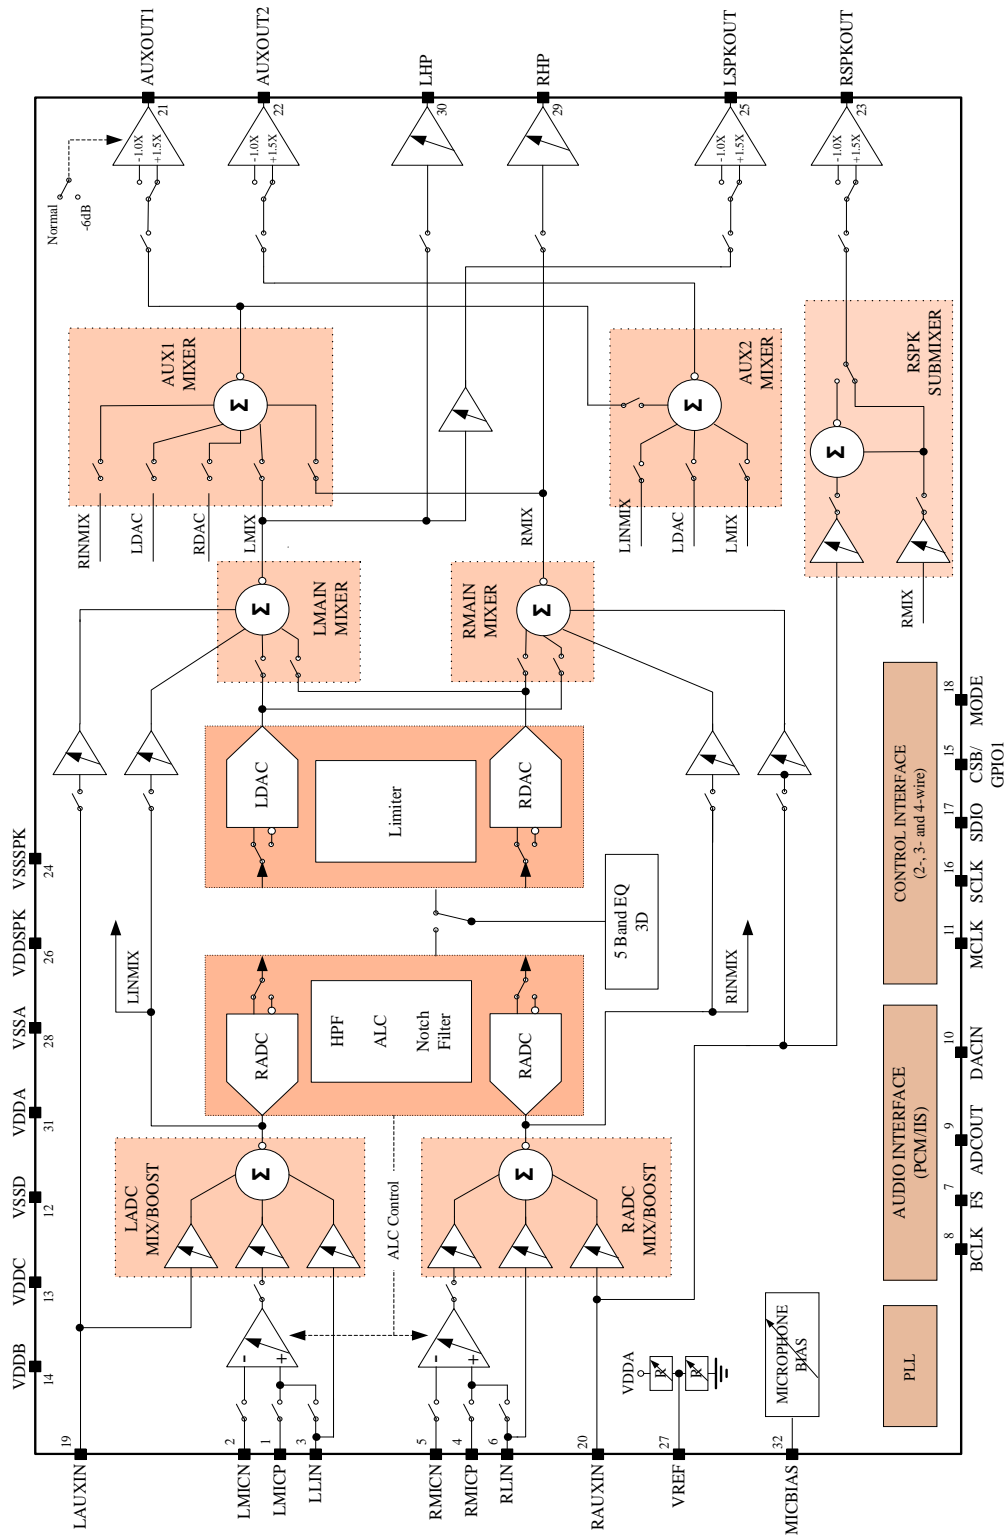 AUXOUT1
AUXOUT2
LHP
RHP
LSPKOUT
RSPKOUT
21
22
30
29
25
23
-1.0X
+1.5X
-1.0X
+1.5X
-1.0X
+1.5X
-1.0X
+1.5X
Normal
-6dB
AUX1
MIXER
Σ
RINMIX
LDAC
RDAC
LMIX
RMIX
AUX2
MIXER
Σ
LINMIX
LDAC
LMIX
RSPK
SUBMIXER
Σ
RMIX
LMAIN
MIXER
Σ
RMAIN
MIXER
Σ
LDAC
Limiter
RDAC
5 Band EQ
3D
LINMIX
RINMIX
RADC
HPF
ALC
Notch
Filter
RADC
ALC Control
LADC
MIX/BOOST
Σ
RADC
MIX/BOOST
Σ
-
+
-
+
VDDA
R
R
MICROPHONE
BIAS
CONTROL INTERFACE
(2-, 3- and 4-wire)
AUDIO INTERFACE
(PCM/IIS)
PLL
VSSSPK
24
VDDSPK
26
VSSA
28
VDDA
31
VSSD
12
VDDC
13
VDDB
14
18
MODE
15
CSB/
GPIO1
17
SDIO
16
SCLK
11
MCLK
10
DACIN
9
ADCOUT
7
FS
8
BCLK
19
LAUXIN
2
LMICN
1
LMICP
3
LLIN
5
RMICN
4
RMICP
6
RLIN
20
RAUXIN
27
VREF
32
MICBIAS